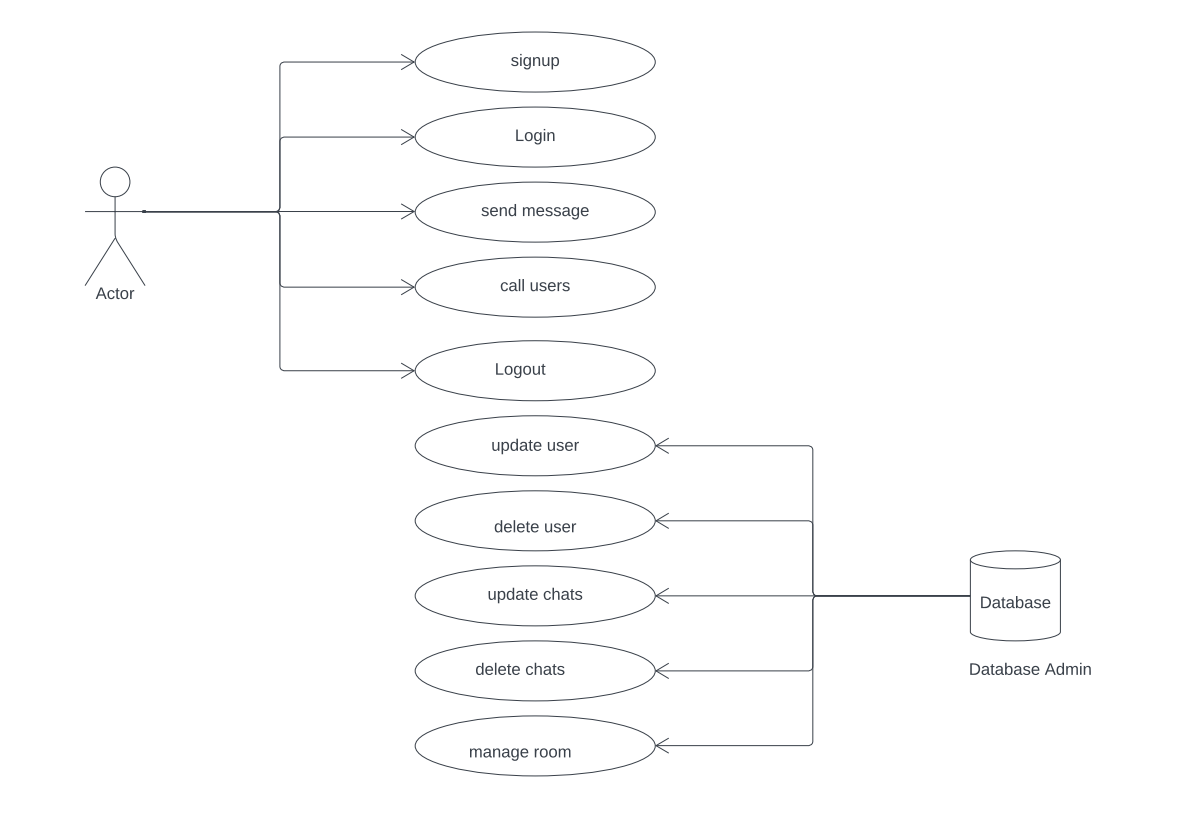 signup
Login
send message
call users
Actor
Logout
update user
delete user
update chats
Database
delete chats
Database Admin
manage room